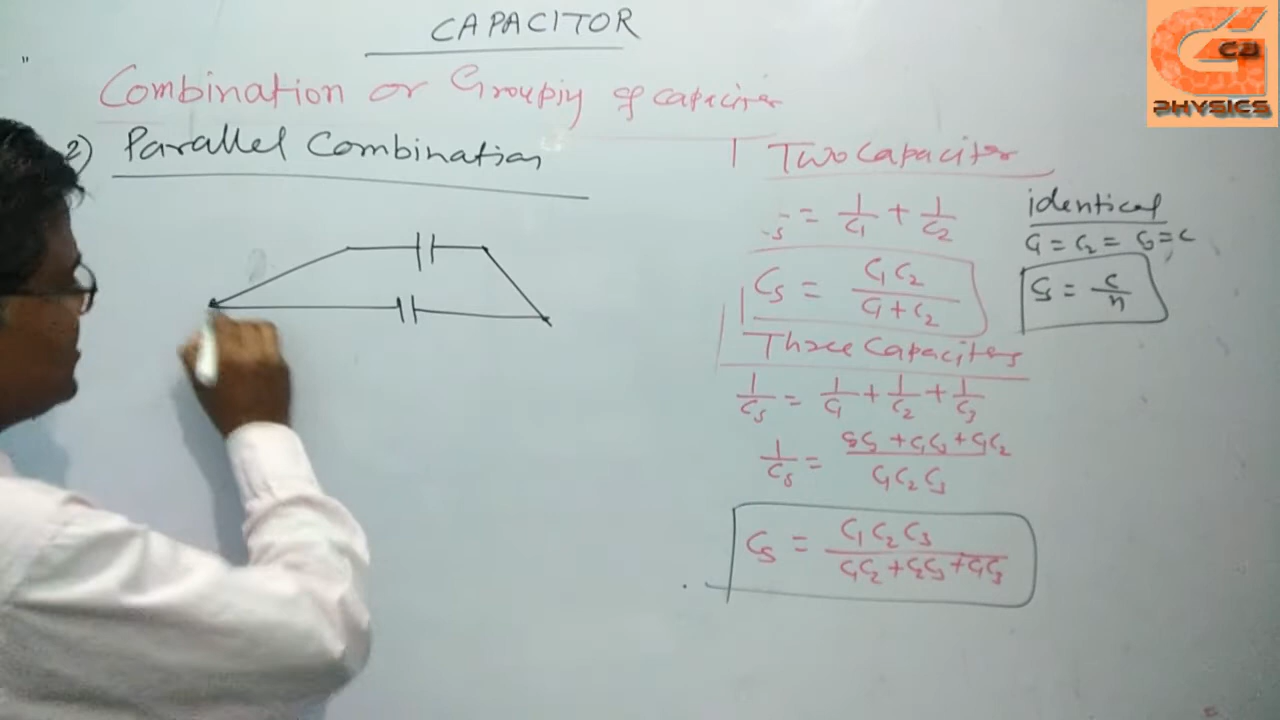 CAPACITOR
Combination or Grouping of capacitor
2) Parallel Combination
Two Capacitor
= 1/C₁ + 1/C₂
Cs = C₁C₂/C₁+C₂
Three Capacitors
1/Cs = 1/C₁ + 1/C₂ + 1/C₃
1/Cs = C₂C₃ + C₁C₃ + C₁C₂/C₁C₂C₃
Cs = C₁C₂C₃/C₁C₂+C₂C₃+C₁C₃
identical
C₁ = C₂ = C₃ = C
Cs = C/n
G
ca
PHYSICS